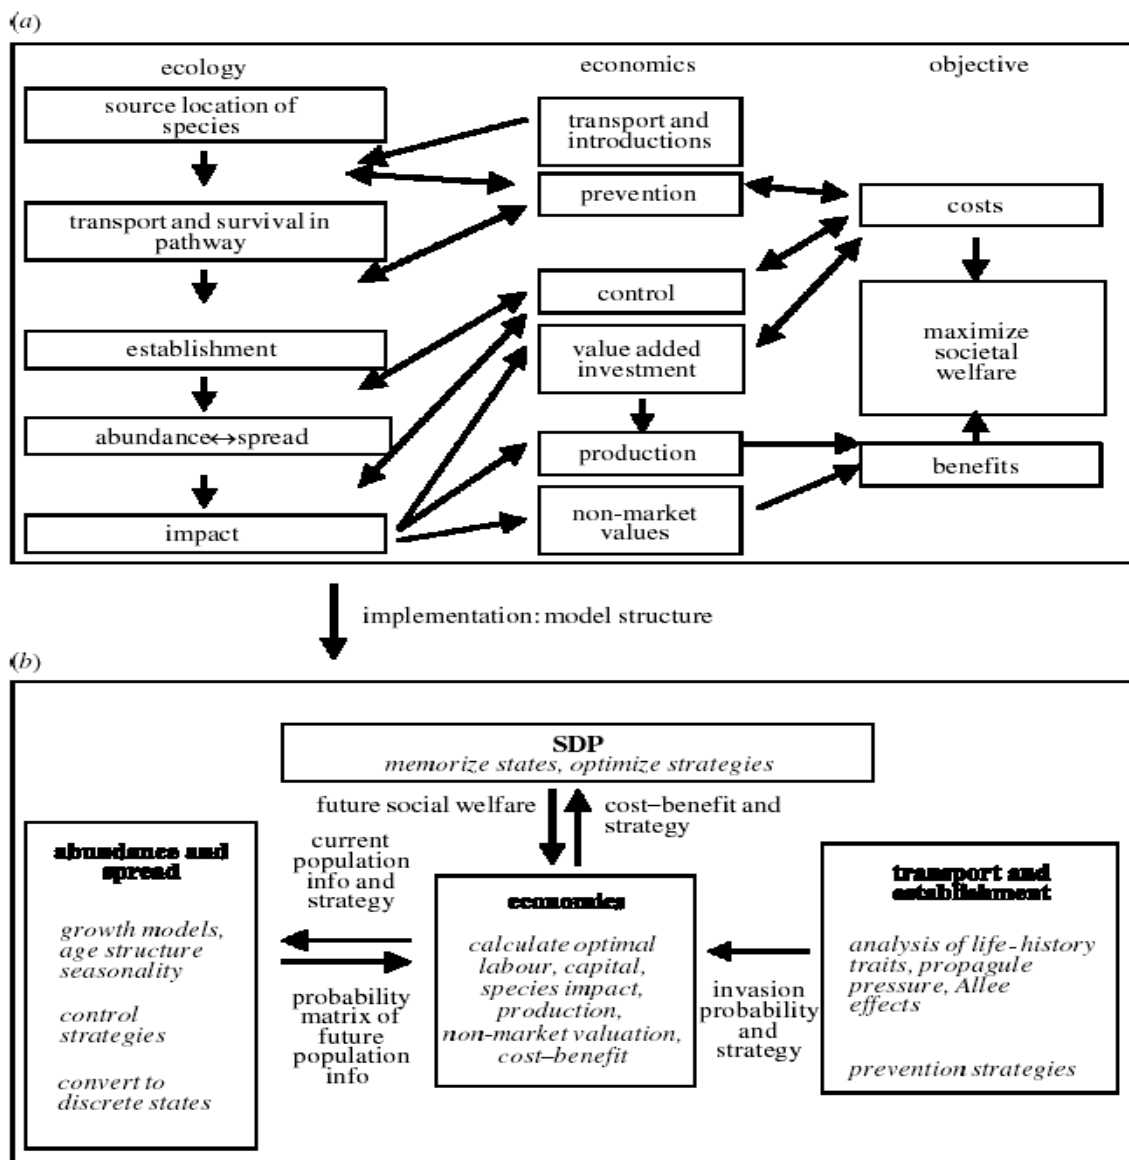 (a)
ecology
economics
objective
source location of
species
transport and survival in
pathway
establishment
abundance↔spread
impact
transport and
introductions
prevention
control
value added
investment
production
non-market
values
costs
maximize
societal
welfare
benefits
implementation: model structure
(b)
SDP
memorize states, optimize strategies
future social welfare
cost–benefit and
strategy
abundance and
spread
growth models,
age structure
seasonality
control
strategies
convert to
discrete states
current
population
info and
strategy
probability
matrix of
future
population
info
economics
calculate optimal
labour, capital,
species impact,
production,
non-market valuation,
cost–benefit
invasion
probability
and
strategy
transport and
establishment
analysis of life-history
traits, propagule
pressure, Allee
effects
prevention strategies